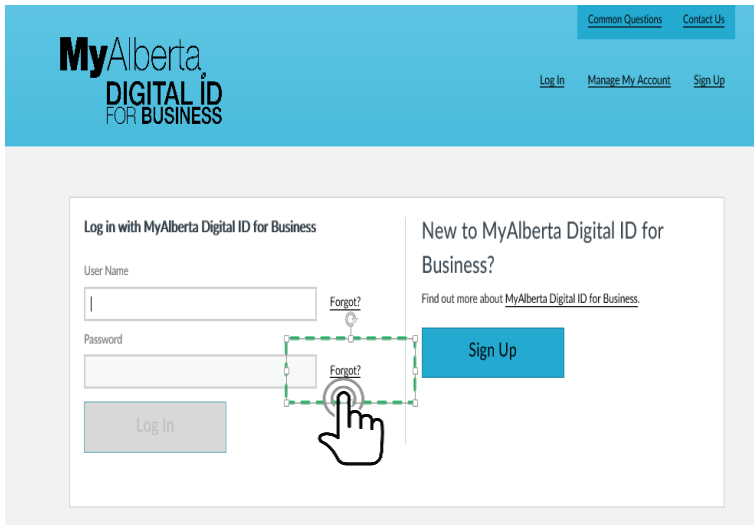 Common Questions Contact Us
MyAlberta
DIGITAL ID
FOR BUSINESS
Log In Manage My Account Sign Up
Log in with MyAlberta Digital ID for Business
User Name
Forgot?
Password
Forgot?
Log In
New to MyAlberta Digital ID for
Business?
Find out more about MyAlberta Digital ID for Business.
Sign Up